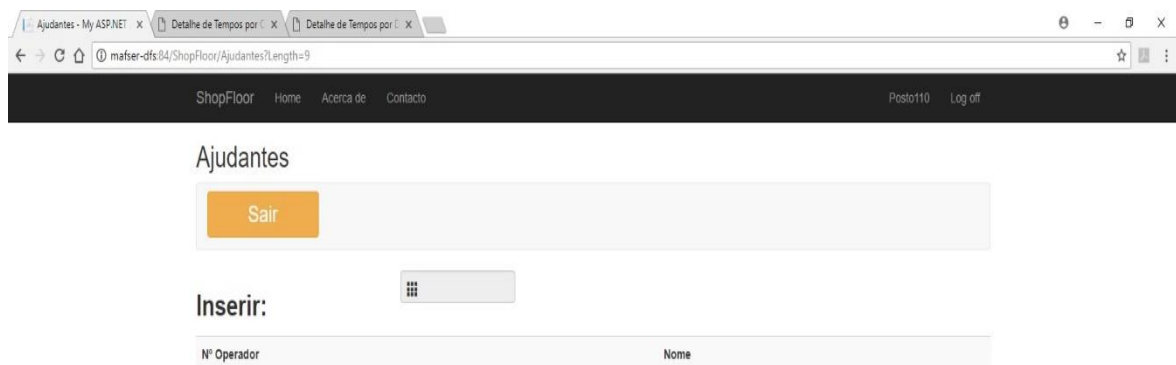 Ajudantes - My ASP.NET
Detalhe de Tempos por
Detalhe de Tempos por
mafser-dfs:84/ShopFloor/Ajudantes?Length=9
ShopFloor Home Acerca de Contacto Posto110 Log off
Ajudantes
Sair
Inserir:
Nº Operador Nome